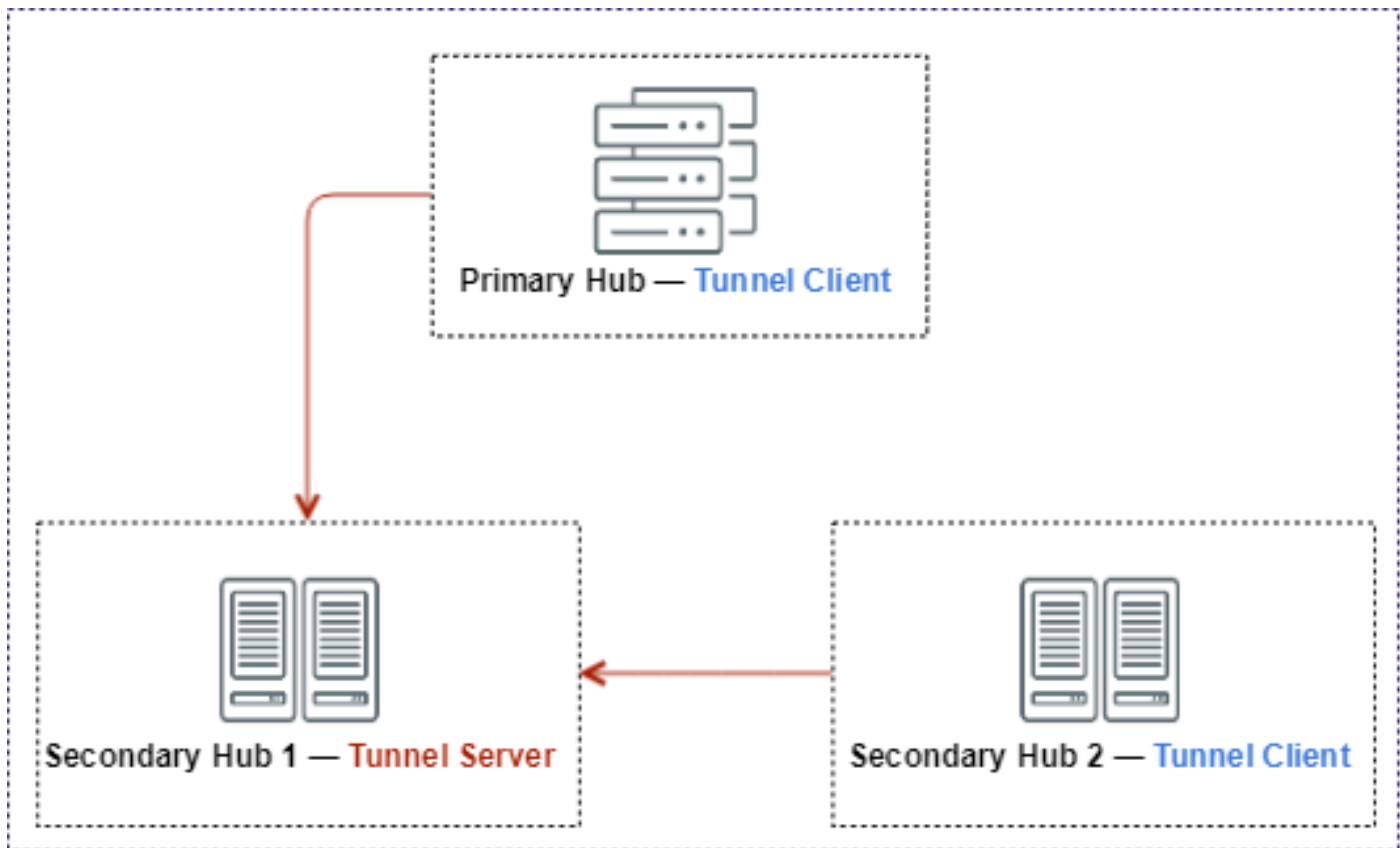 Primary Hub — Tunnel Client
Secondary Hub 1 — Tunnel Server
Secondary Hub 2 — Tunnel Client